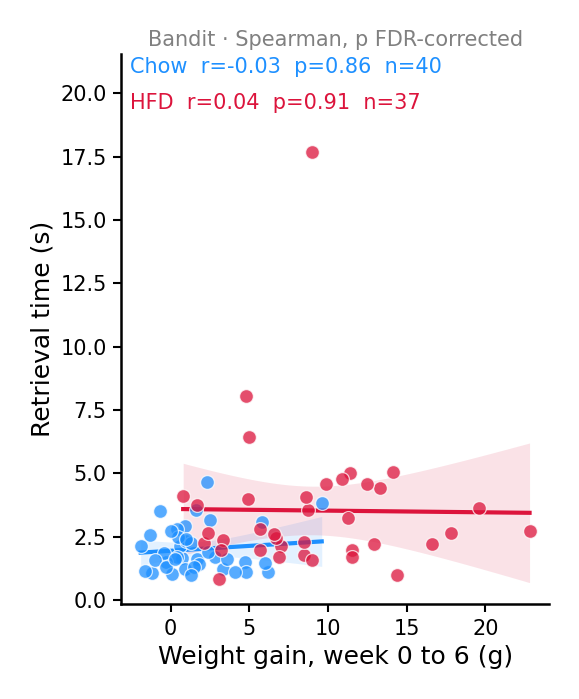 Bandit · Spearman, p FDR-corrected
Chow r=-0.03 p=0.86 n=40
HFD r=0.04 p=0.91 n=37
20.0
17.5
15.0
12.5
10.0
7.5
5.0
2.5
0.0
Retrieval time (s)
0 5 10 15 20
Weight gain, week 0 to 6 (g)